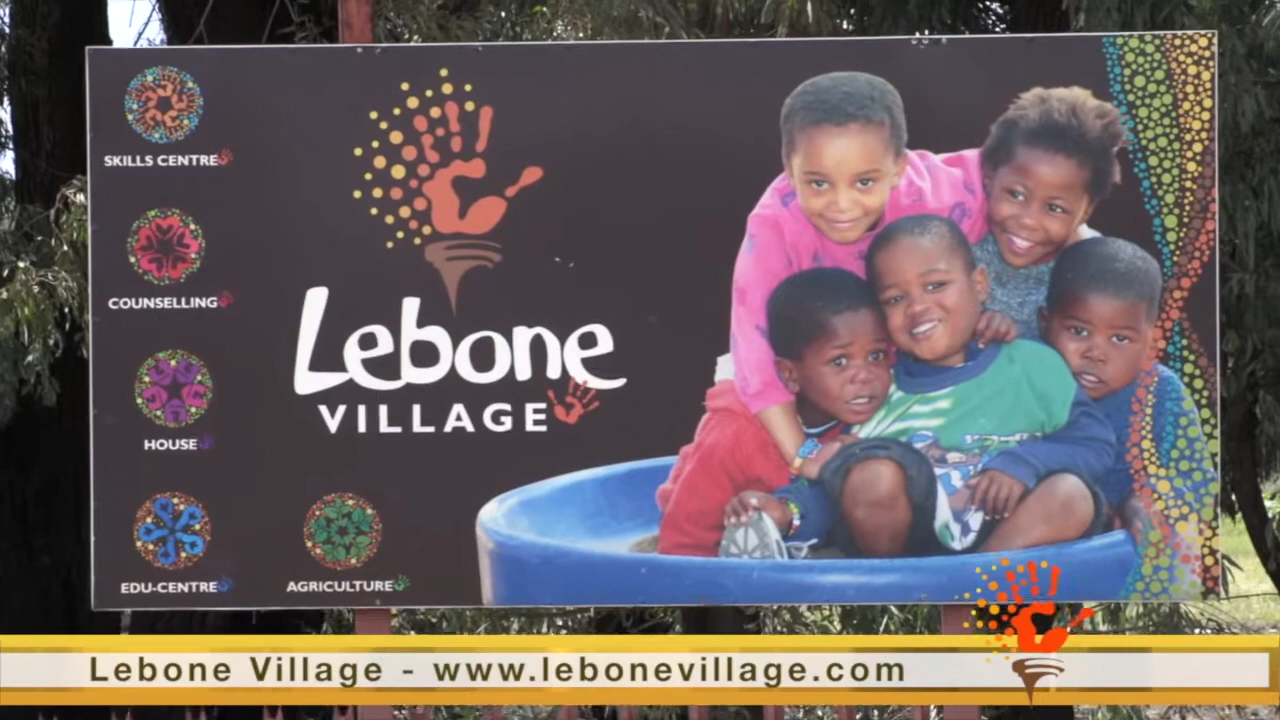 SKILLS CENTRE
COUNSELLING
HOUSE
EDU-CENTRE
AGRICULTURE
Lebone
VILLAGE
Lebone Village - www.lebonevillage.com